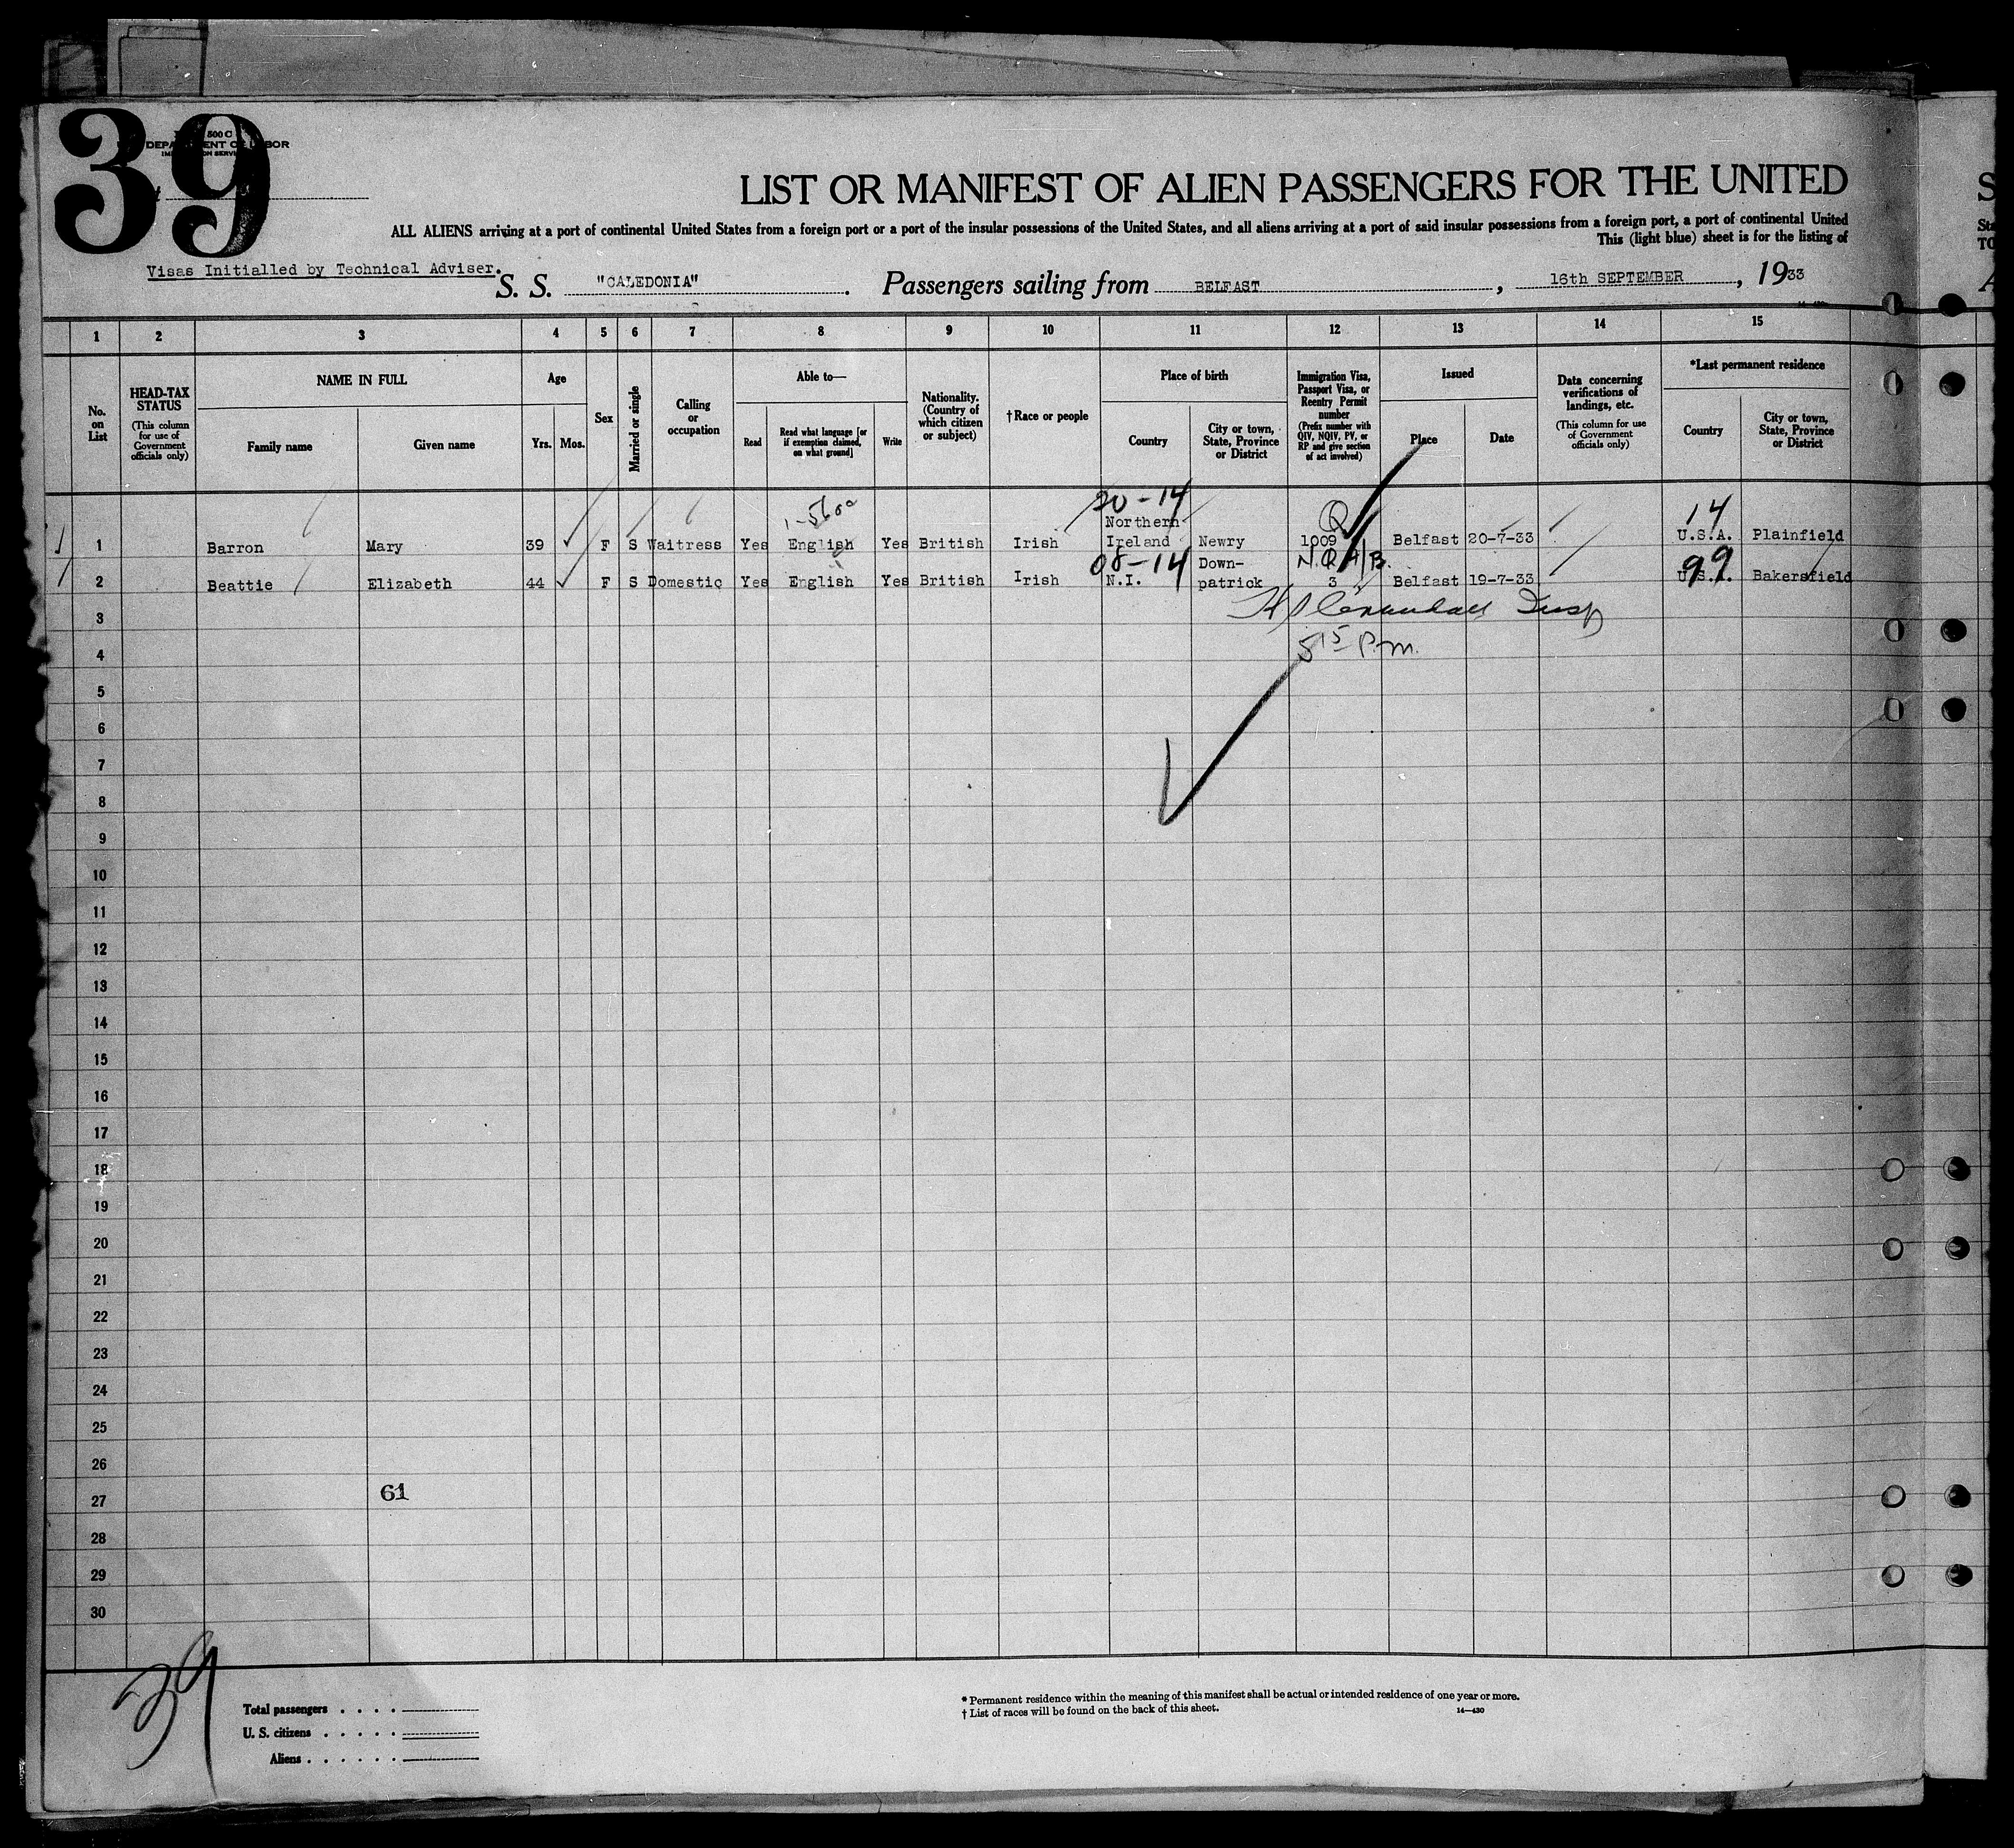 39
500 C
LIST OR MANIFEST OF ALIEN PASSENGERS FOR THE UNITED
ALL ALIENS arriving at a port of continental United States from a foreign port or a port of the insular possessions of the United States, and all aliens arriving at a port of said insular possessions from a foreign port, a port of continental United
This (light blue) sheet is for the listing of
Visas Initialled by Technical Adviser.
S. S. "CALEDONIA". Passengers sailing from BELFAST, 16th SEPTEMBER, 1933
1 2 3 4 5 6 7 8 9 10 11 12 13 14 15
No. on List
HEAD-TAX STATUS (This column for use of Government officials only)
NAME IN FULL
Family name Given name
Age
Yrs. Mos.
Sex
Married or single
Calling or occupation
Able to—
Read Read what language [or if exemption claimed, on what ground] Write
Nationality. (Country of which citizen or subject)
†Race or people
Place of birth
Country City or town, State, Province or District
Immigration Visa, Passport Visa, or Reentry Permit number (Prefix number with QIV, NQIV, PV, or RP and give section of act involved)
Issued
Place Date
Data concerning verifications of landings, etc. (This column for use of Government officials only)
*Last permanent residence
Country City or town, State, Province or District
20-14 Q 14
1 Barron Mary 39 F S Waitress Yes English Yes British Irish Northern Ireland Newry 1009 Belfast 20-7-33 U.S.A. Plainfield
08-14 99
2 Beattie Elizabeth 44 F S Domestic Yes English Yes British Irish N.I. Down-patrick 3 Belfast 19-7-33 U.S.A. Bakersfield
3
4 5 15 P.m.
5
6
7
8
9
10
11
12
13
14
15
16
17
18
19
20
21
22
23
24
25
26
27 61
28
29
30
39
Total passengers
U. S. citizens
Aliens
* Permanent residence within the meaning of this manifest shall be actual or intended residence of one year or more.
† List of races will be found on the back of this sheet.
14—430